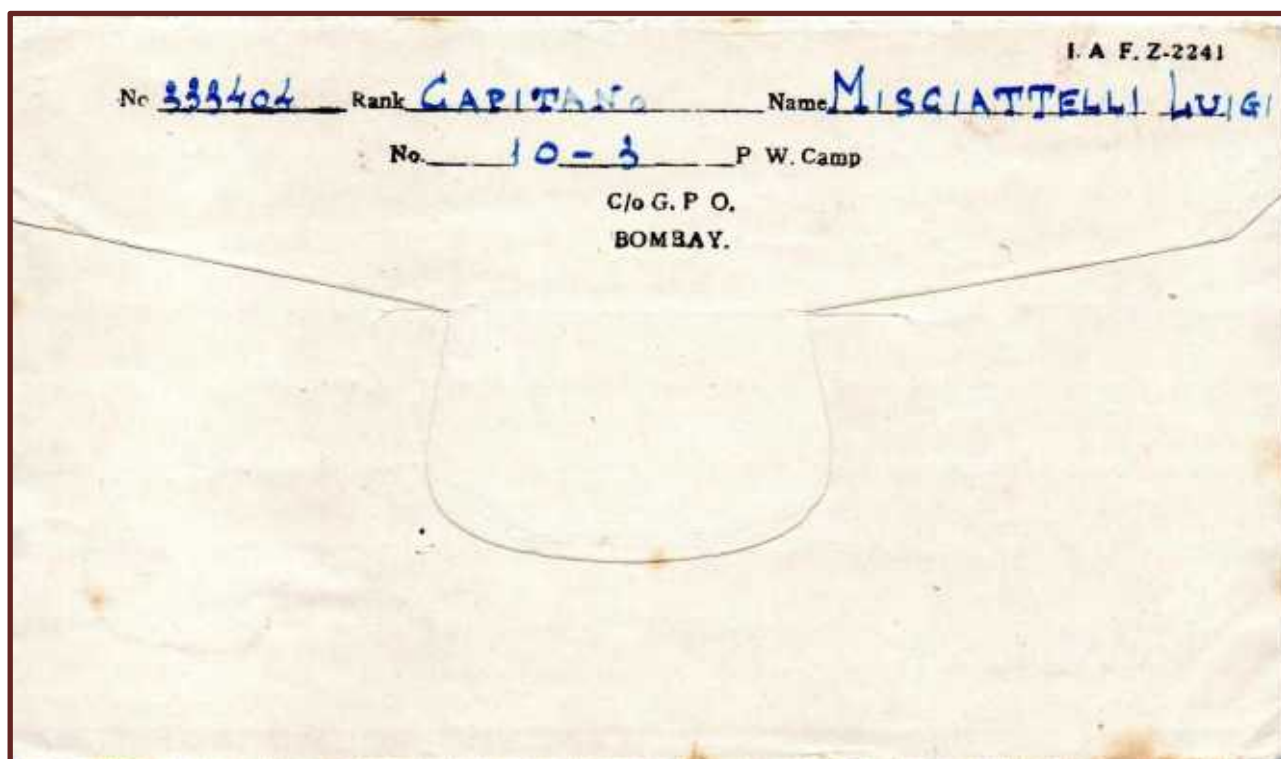 I. A F. Z-2241
No 333404 Rank CAPITANo Name MISCIATTELLI LUIGI
No. 10-3 P W. Camp
C/o G. P O.
BOMBAY.